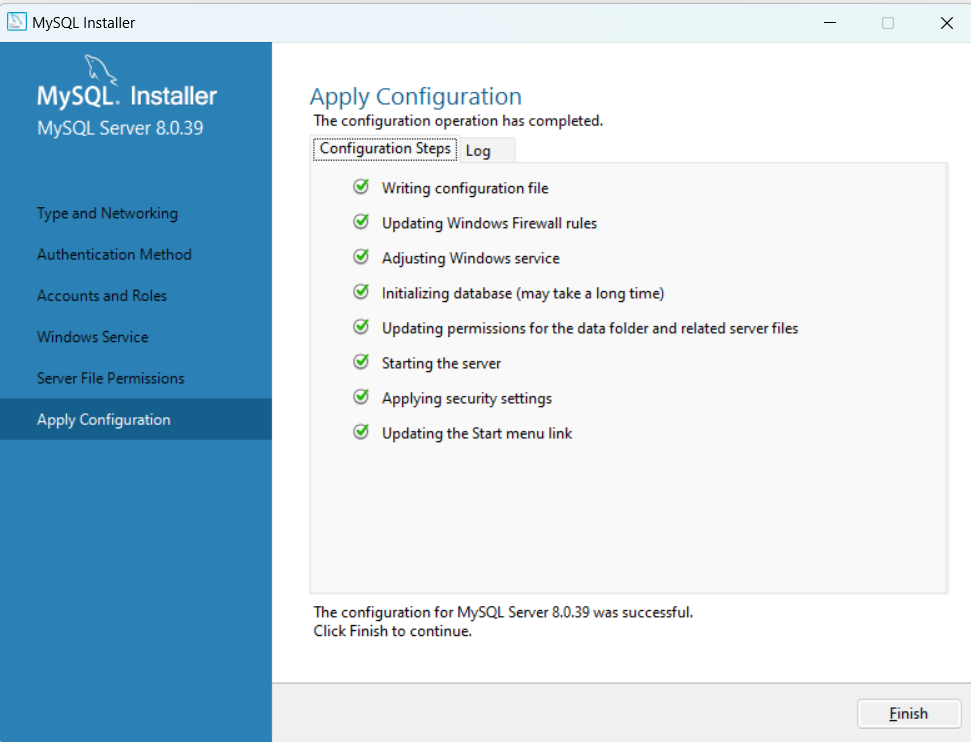 MySQL Installer
MySQL. Installer
MySQL Server 8.0.39
Type and Networking
Authentication Method
Accounts and Roles
Windows Service
Server File Permissions
Apply Configuration
Apply Configuration
The configuration operation has completed.
Configuration Steps
Log
Writing configuration file
Updating Windows Firewall rules
Adjusting Windows service
Initializing database (may take a long time)
Updating permissions for the data folder and related server files
Starting the server
Applying security settings
Updating the Start menu link
The configuration for MySQL Server 8.0.39 was successful.
Click Finish to continue.
Finish